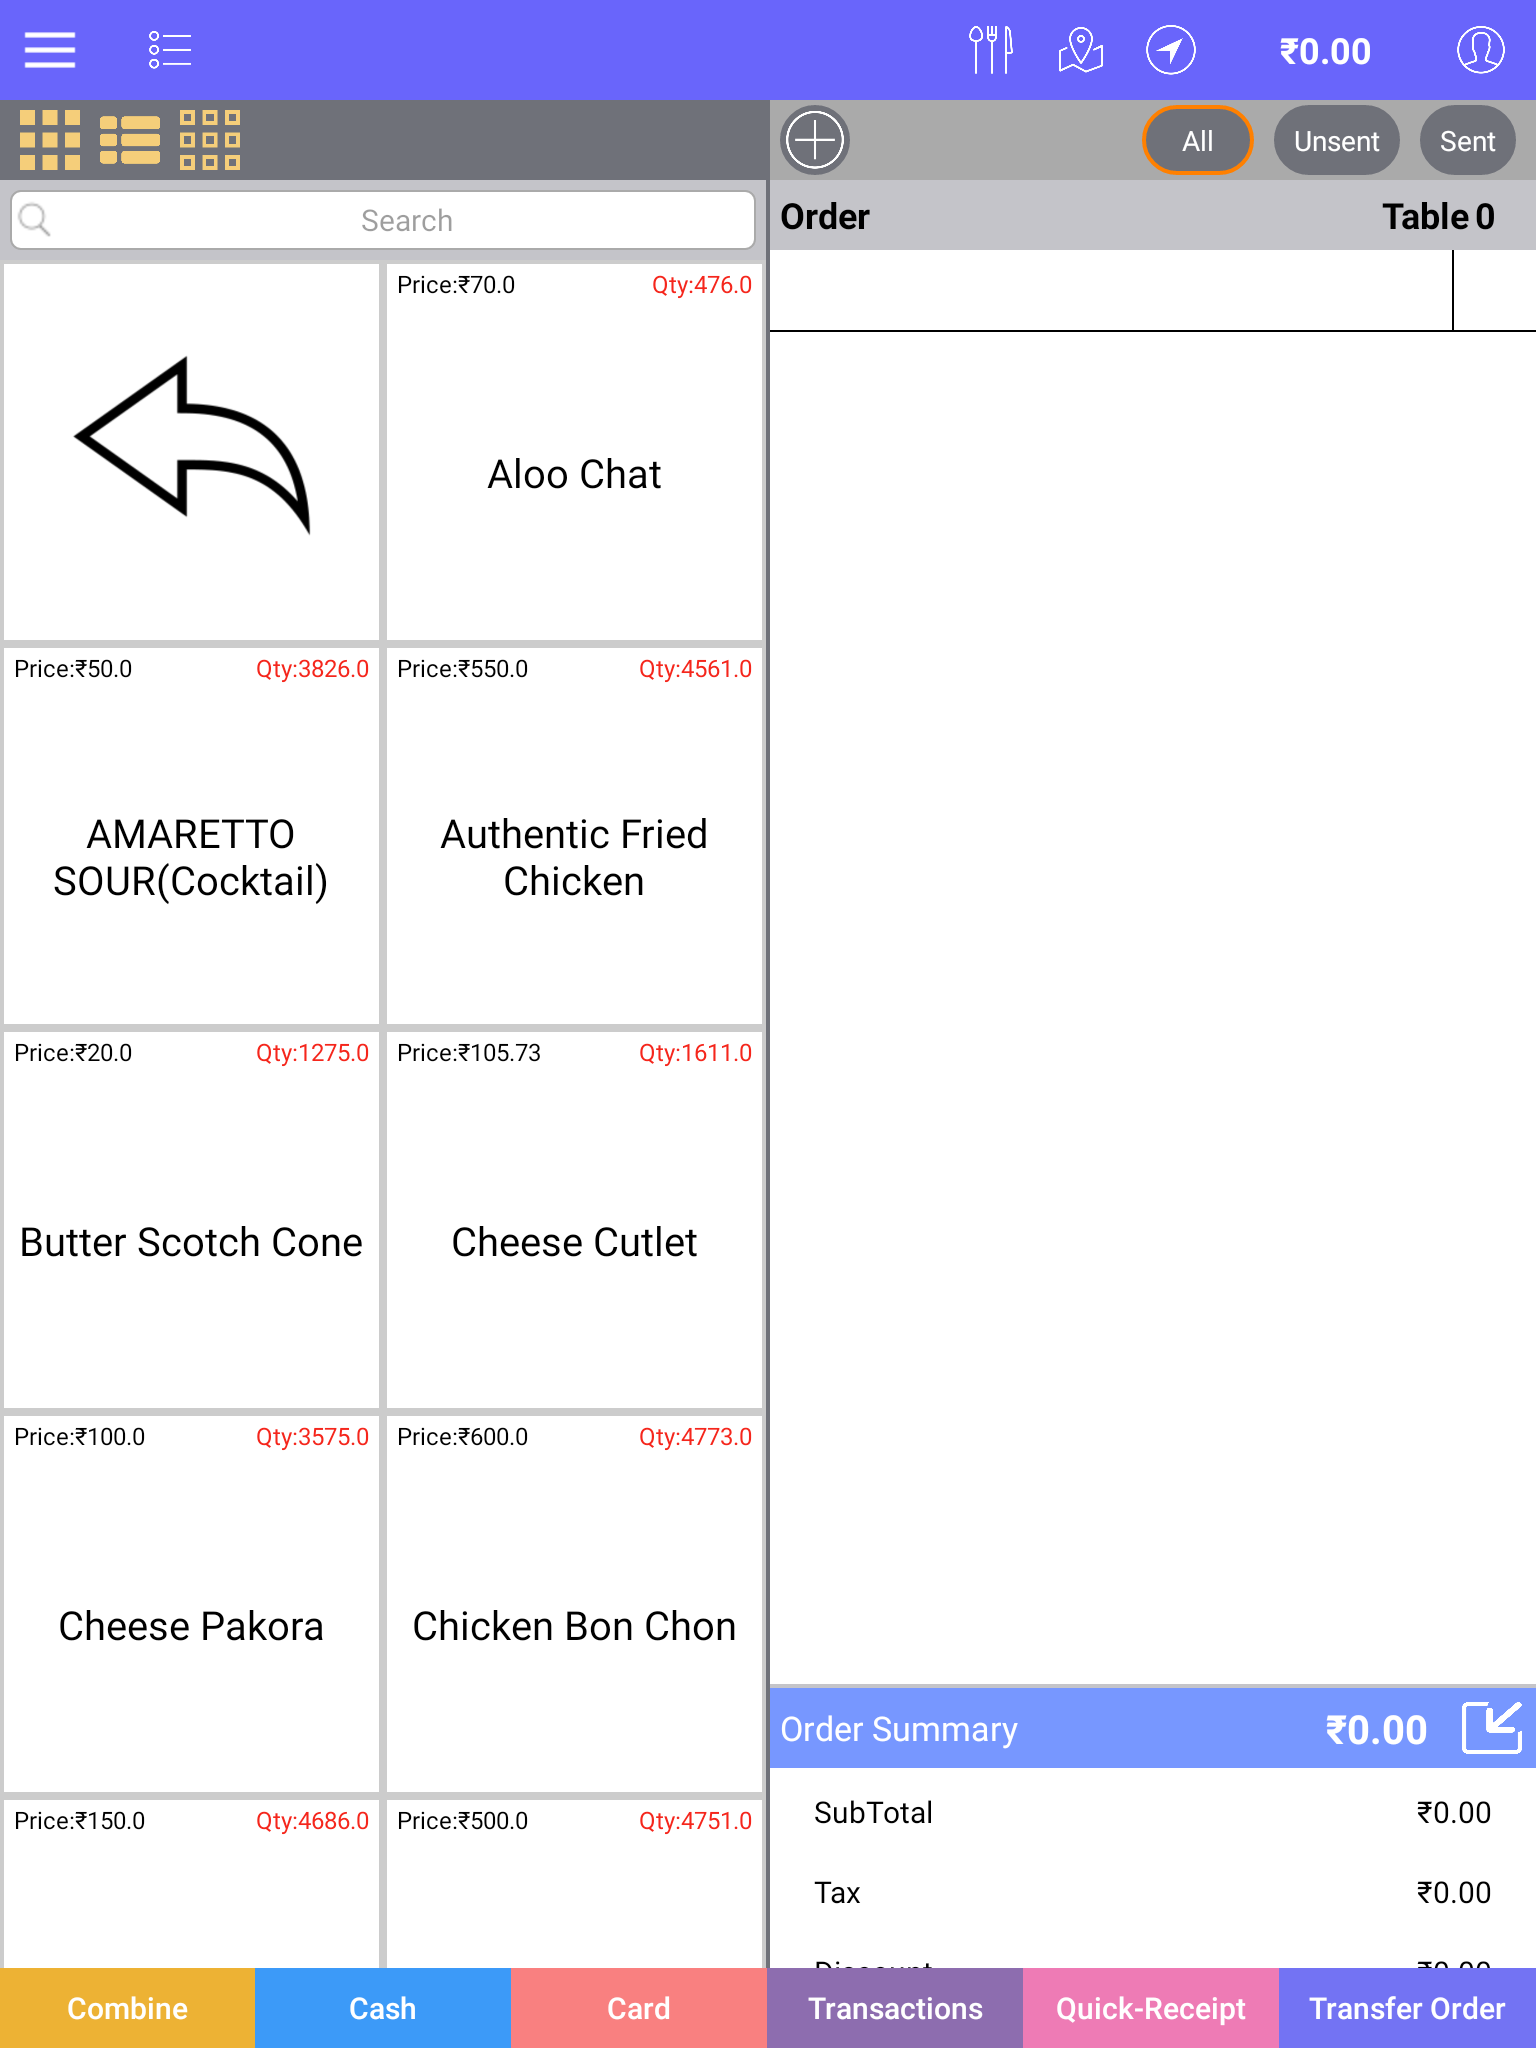 ₹0.00
All
Unsent
Sent
Search
Order
Table 0
Price:₹70.0
Qty:476.0
Aloo Chat
Price:₹50.0
Qty:3826.0
AMARETTO
SOUR(Cocktail)
Price:₹550.0
Qty:4561.0
Authentic Fried
Chicken
Price:₹20.0
Qty:1275.0
Butter Scotch Cone
Price:₹105.73
Qty:1611.0
Cheese Cutlet
Price:₹100.0
Qty:3575.0
Cheese Pakora
Price:₹600.0
Qty:4773.0
Chicken Bon Chon
Price:₹150.0
Qty:4686.0
Price:₹500.0
Qty:4751.0
Order Summary
₹0.00
SubTotal
₹0.00
Tax
₹0.00
Discount
₹0.00
Combine
Cash
Card
Transactions
Quick-Receipt
Transfer Order